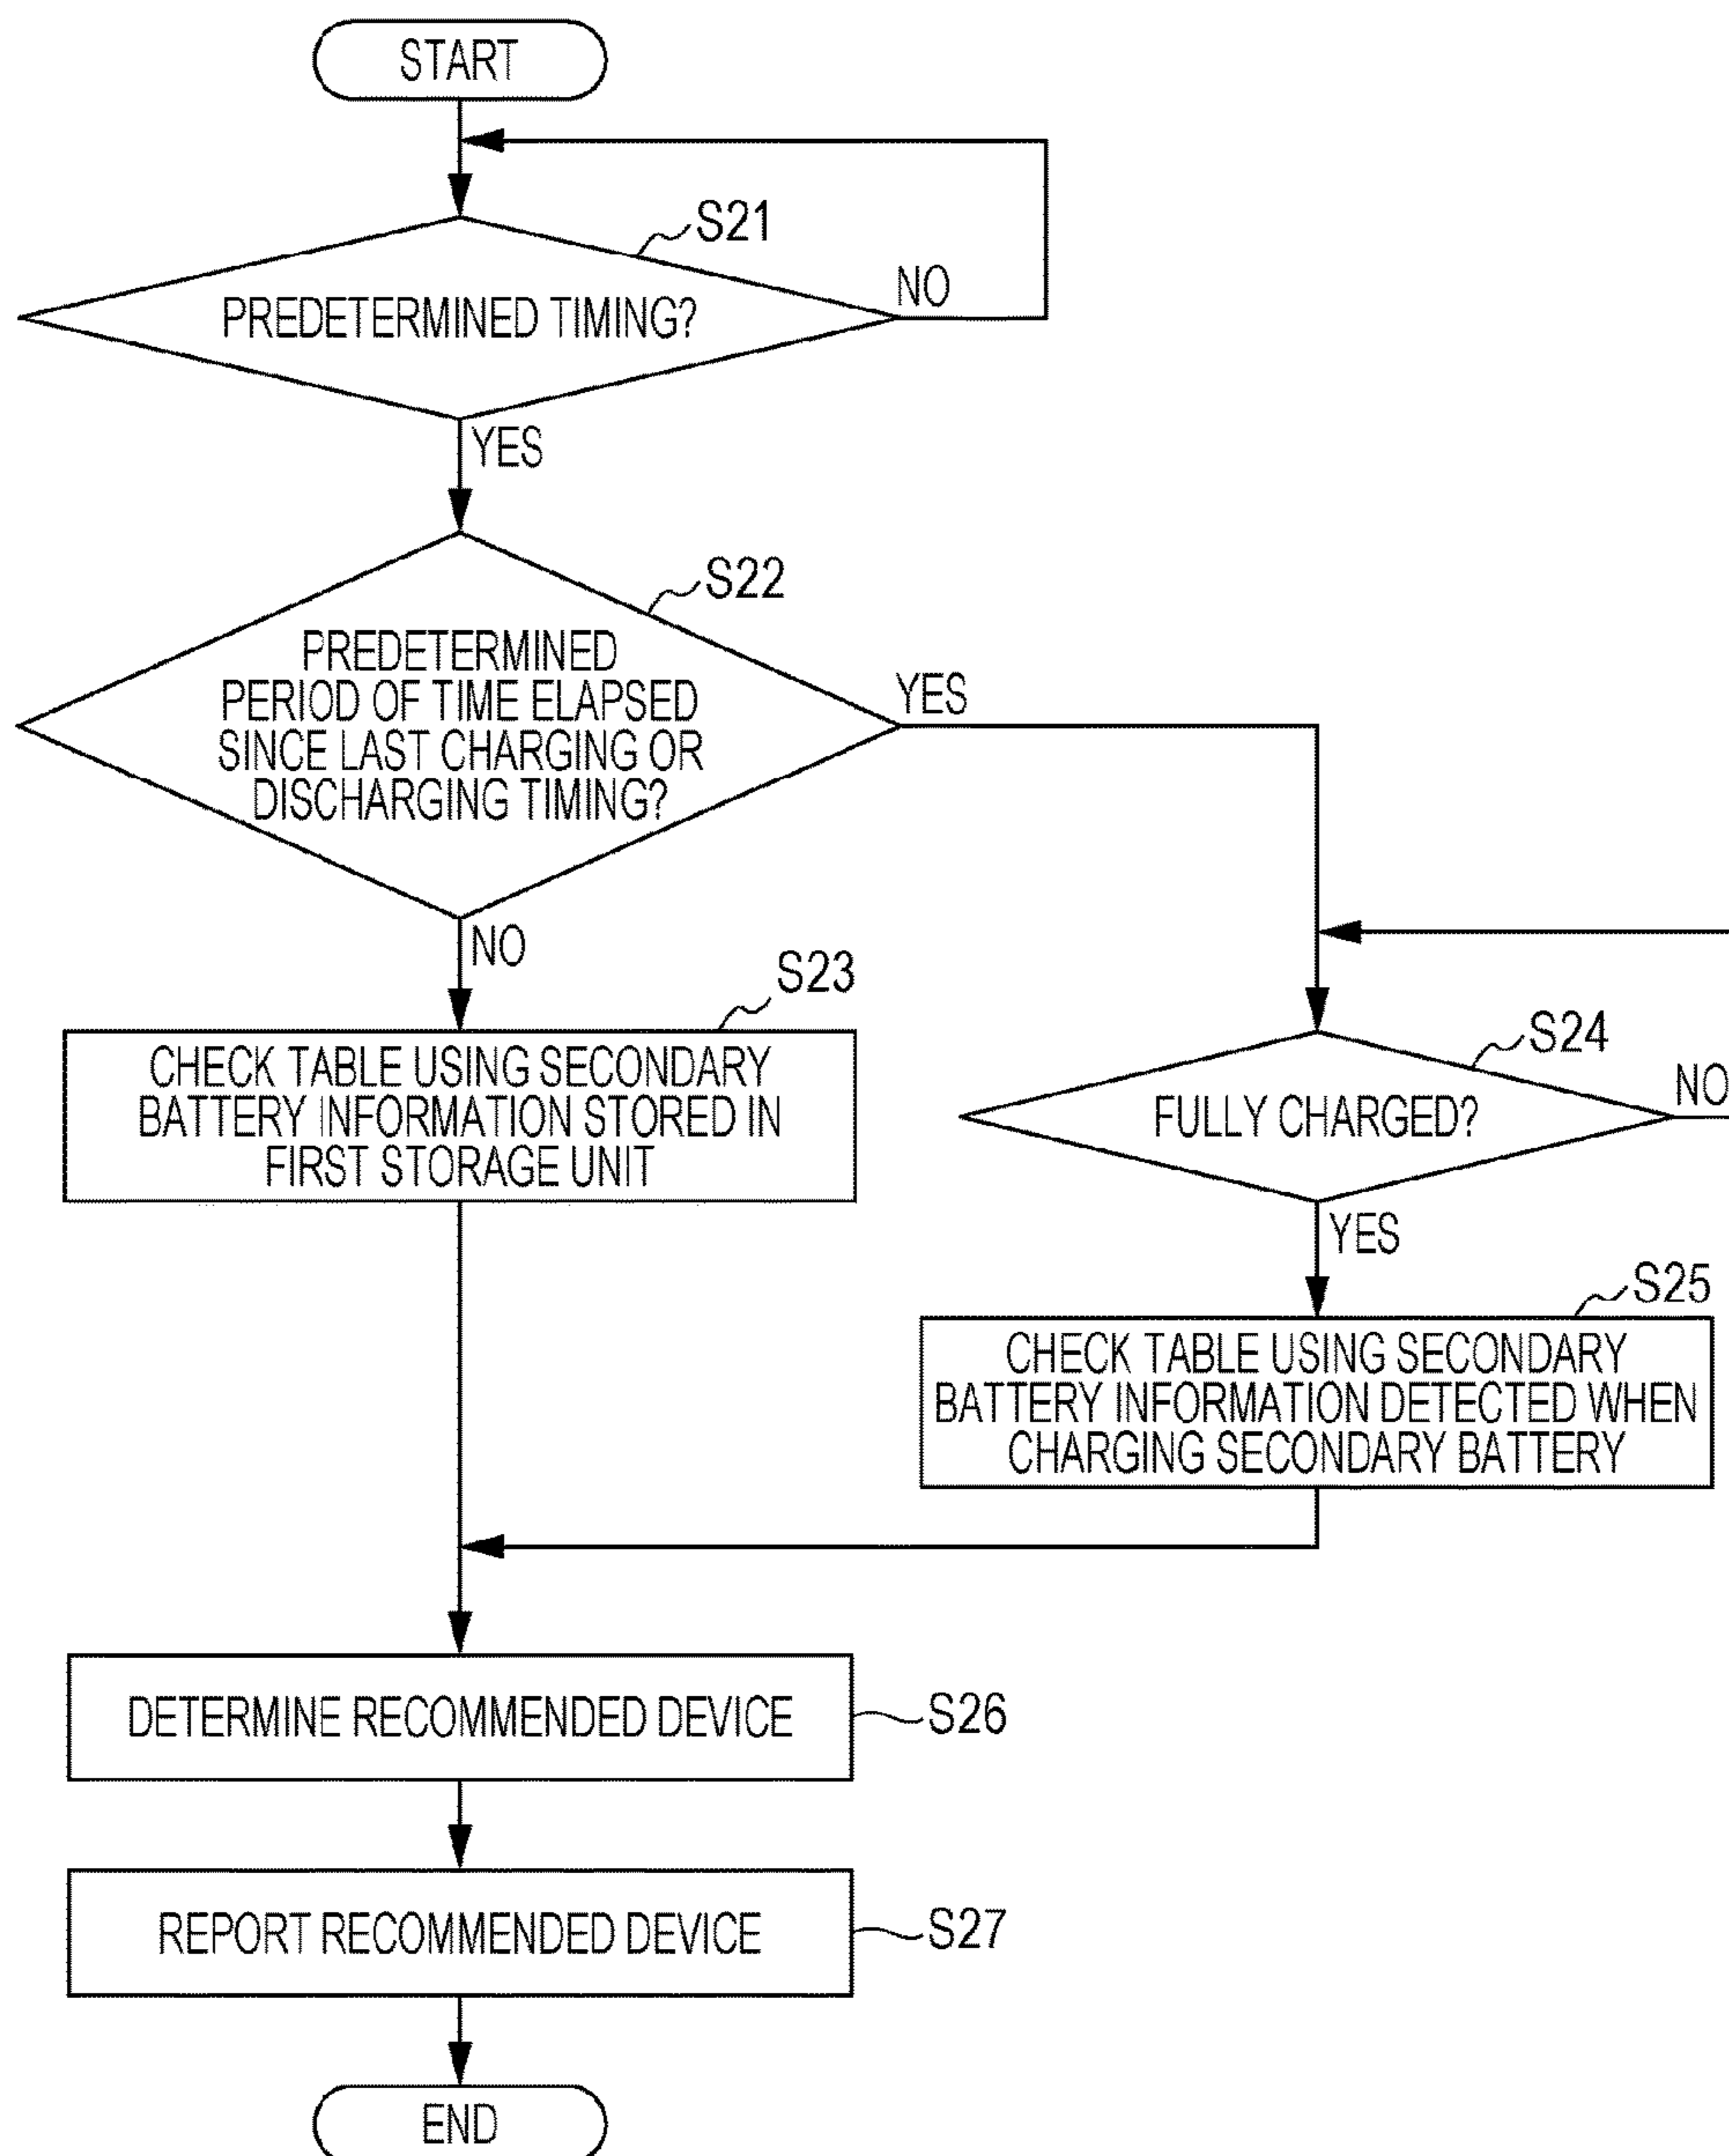 START
S21
PREDETERMINED TIMING?
NO
YES
S22
PREDETERMINED
PERIOD OF TIME ELAPSED
SINCE LAST CHARGING OR
DISCHARGING TIMING?
YES
NO
S23
CHECK TABLE USING SECONDARY
BATTERY INFORMATION STORED IN
FIRST STORAGE UNIT
S24
FULLY CHARGED?
NO
YES
S25
CHECK TABLE USING SECONDARY
BATTERY INFORMATION DETECTED WHEN
CHARGING SECONDARY BATTERY
DETERMINE RECOMMENDED DEVICE
S26
REPORT RECOMMENDED DEVICE
S27
END